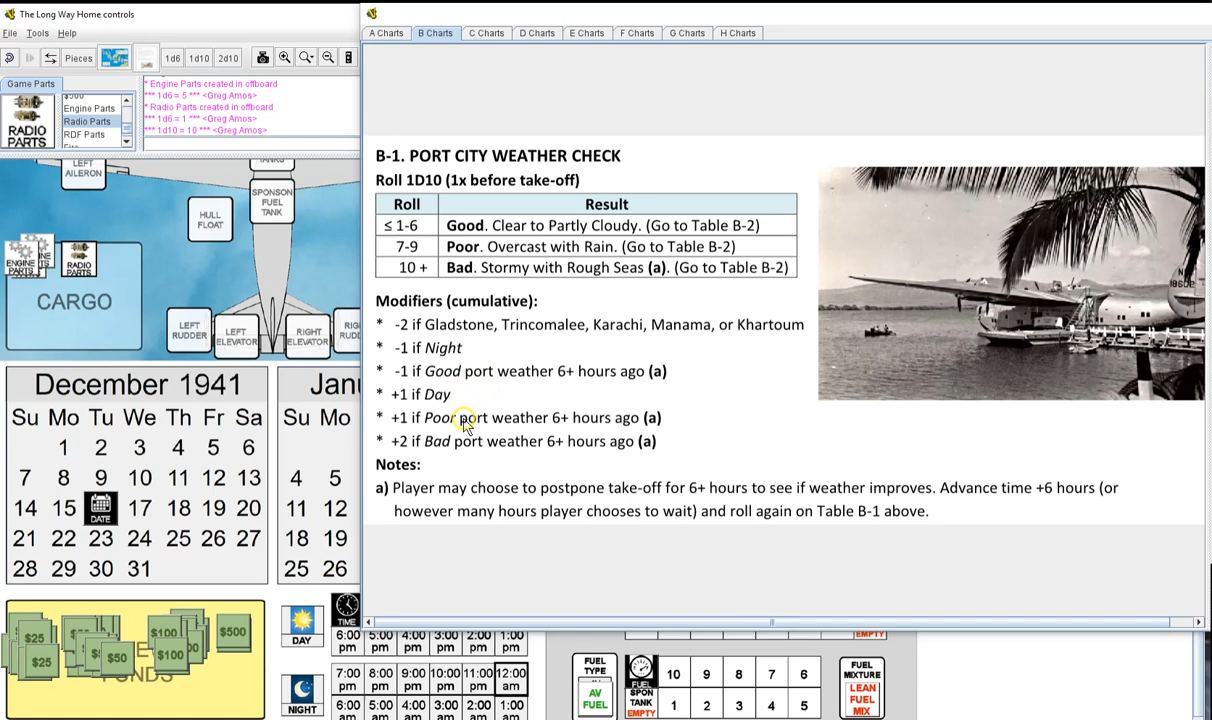 The Long Way Home controls
File Tools Help
Pieces 1d6 1d10 2d10
Game Parts
RADIO PARTS
$500
Engine Parts
Radio Parts
RDF Parts
* Engine Parts created in offboard
*** 1d6 = 5 *** <Greg Amos>
* Radio Parts created in offboard
*** 1d6 = 1 *** <Greg Amos>
*** 1d10 = 10 *** <Greg Amos>
LEFT AILERON
TANKS
SPONSON FUEL TANK
HULL FLOAT
ENGINE PARTS
RADIO PARTS
CARGO
LEFT RUDDER
LEFT ELEVATOR
RIGHT ELEVATOR
A Charts B Charts C Charts D Charts E Charts F Charts G Charts H Charts
B-1. PORT CITY WEATHER CHECK
Roll 1D10 (1x before take-off)
Roll Result
≤ 1-6 Good. Clear to Partly Cloudy. (Go to Table B-2)
7-9 Poor. Overcast with Rain. (Go to Table B-2)
10 + Bad. Stormy with Rough Seas (a). (Go to Table B-2)
Modifiers (cumulative):
* -2 if Gladstone, Trincomalee, Karachi, Manama, or Khartoum
* -1 if Night
* -1 if Good port weather 6+ hours ago (a)
* +1 if Day
* +1 if Poor port weather 6+ hours ago (a)
* +2 if Bad port weather 6+ hours ago (a)
Notes:
a) Player may choose to postpone take-off for 6+ hours to see if weather improves. Advance time +6 hours (or
however many hours player chooses to wait) and roll again on Table B-1 above.
18602
December 1941
Su Mo Tu We Th Fr Sa
1 2 3 4 5 6
7 8 9 10 11 12 13
14 15 DATE 17 18 19 20
21 22 23 24 25 26 27
28 29 30 31
Su Mo
4 5
11 12
18 19
25 26
$25
$25
$50
$100
$100
$500
DAY
TIME
6:00 pm 5:00 pm 4:00 pm 3:00 pm 2:00 pm 1:00 pm
NIGHT
7:00 pm 8:00 pm 9:00 pm 10:00 pm 11:00 pm 12:00 am
6:00 am 5:00 am 4:00 am 3:00 am 2:00 am 1:00 am
EMPTY
FUEL TYPE
AV FUEL
FUEL
10 9 8 7 6
SPON TANK EMPTY
1 2 3 4 5
FUEL MIXTURE
LEAN FUEL MIX